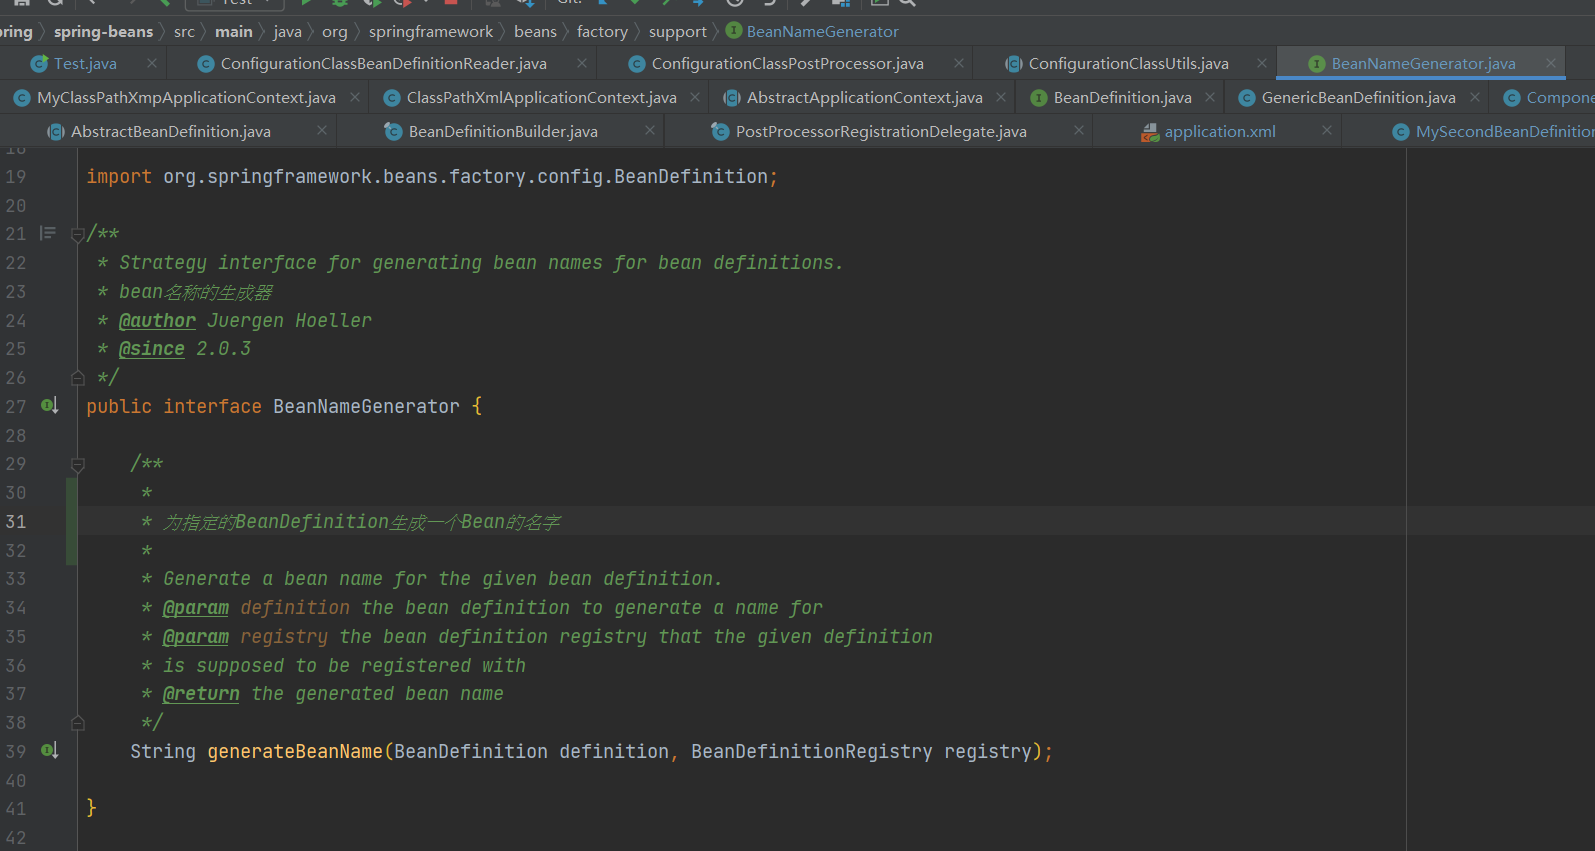 Test
Git:
spring-beans src main java org springframework beans factory support BeanNameGenerator
Test.java ConfigurationClassBeanDefinitionReader.java ConfigurationClassPostProcessor.java ConfigurationClassUtils.java BeanNameGenerator.java
MyClassPathXmpApplicationContext.java ClassPathXmlApplicationContext.java AbstractApplicationContext.java BeanDefinition.java GenericBeanDefinition.java Compone
AbstractBeanDefinition.java BeanDefinitionBuilder.java PostProcessorRegistrationDelegate.java application.xml MySecondBeanDefinition
18
19 import org.springframework.beans.factory.config.BeanDefinition;
20
21 /**
22 * Strategy interface for generating bean names for bean definitions.
23 * bean名称的生成器
24 * @author Juergen Hoeller
25 * @since 2.0.3
26 */
27 public interface BeanNameGenerator {
28
29 /**
30 *
31 * 为指定的BeanDefinition生成一个Bean的名字
32 *
33 * Generate a bean name for the given bean definition.
34 * @param definition the bean definition to generate a name for
35 * @param registry the bean definition registry that the given definition
36 * is supposed to be registered with
37 * @return the generated bean name
38 */
39 String generateBeanName(BeanDefinition definition, BeanDefinitionRegistry registry);
40
41 }
42